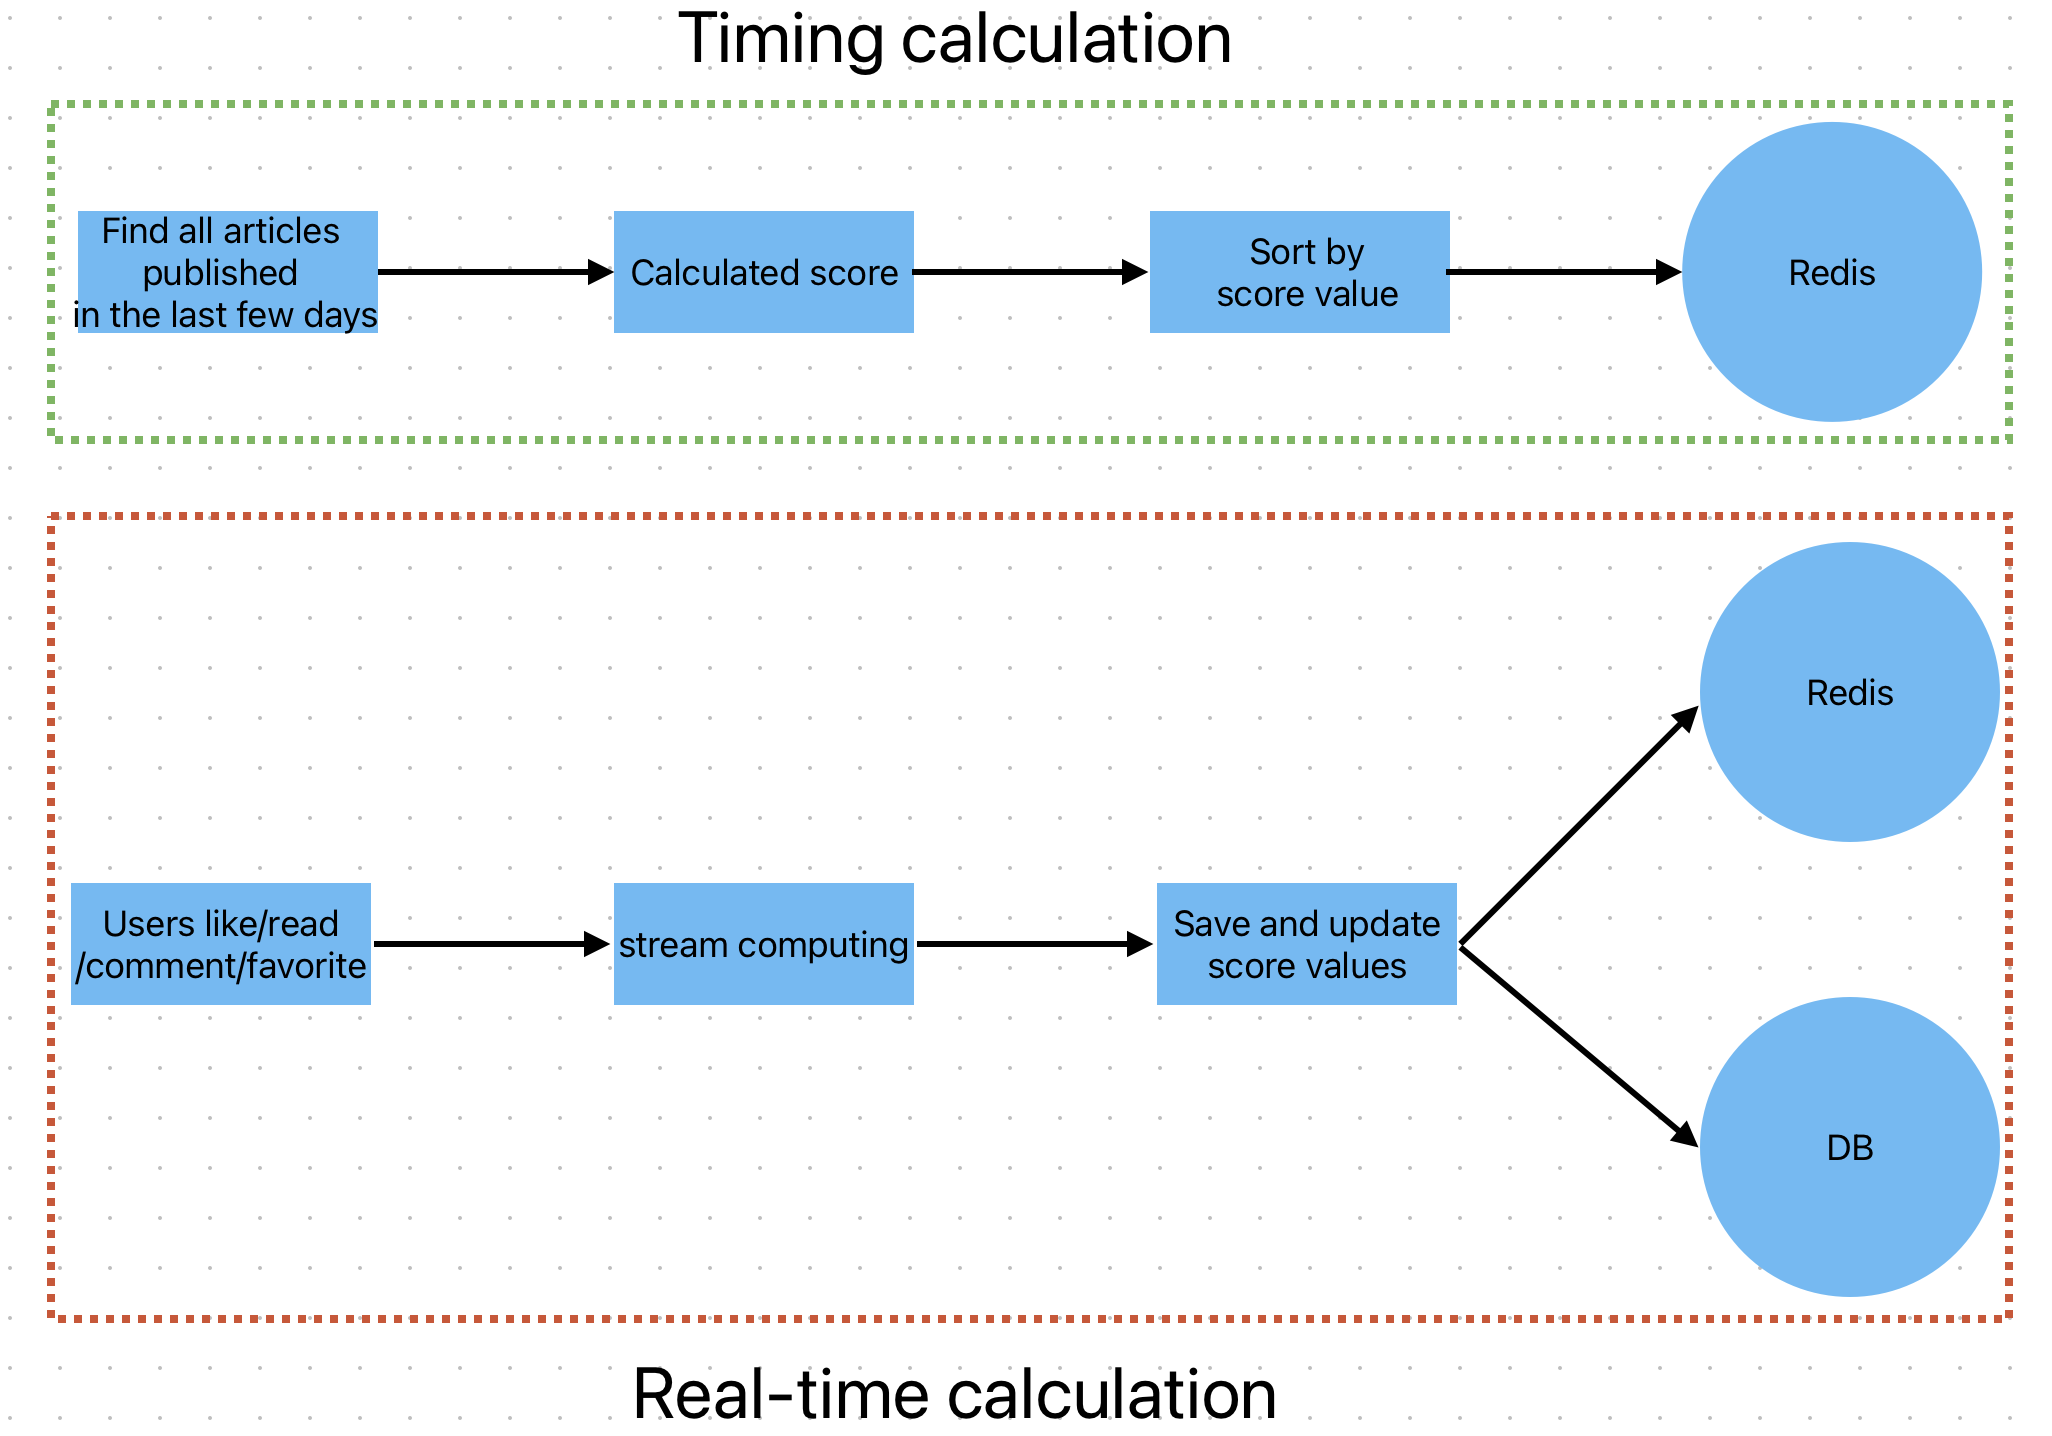 Timing calculation
Find all articles
published
in the last few days
Calculated score
Sort by
score value
Redis
Redis
Users like/read
/comment/favorite
stream computing
Save and update
score values
DB
Real-time calculation